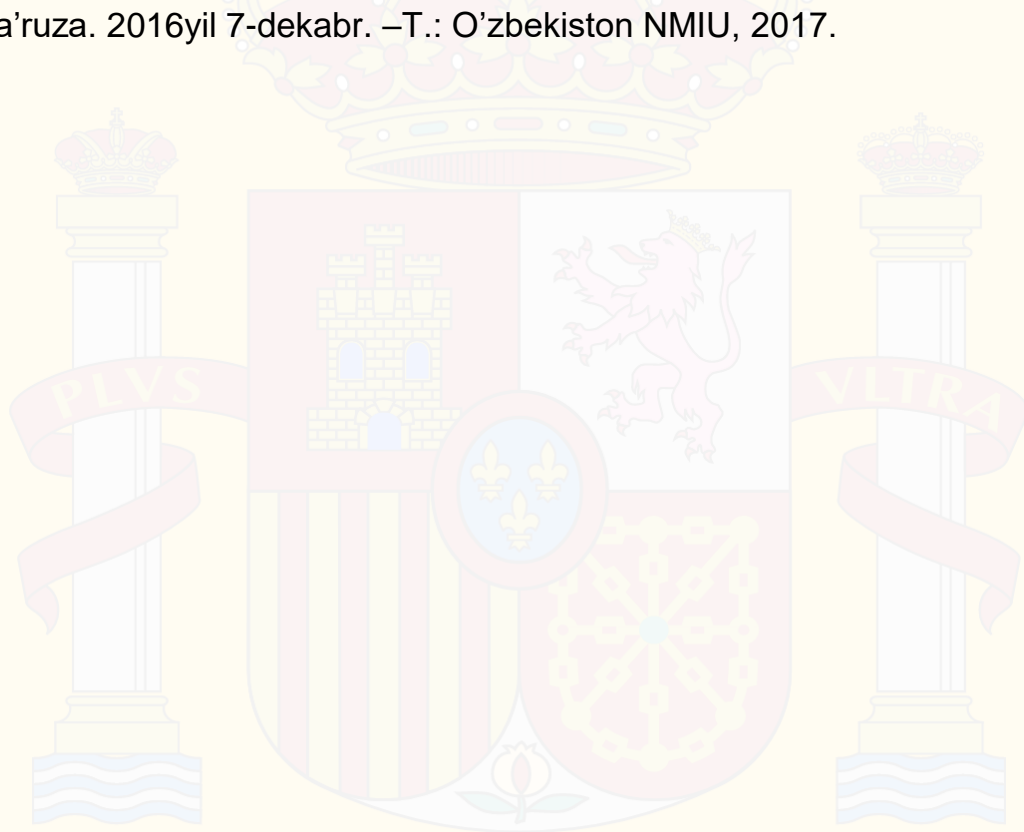 a’ruza. 2016yil 7-dekabr. –T.: O’zbekiston NMIU, 2017.
PLVS
VLTRA